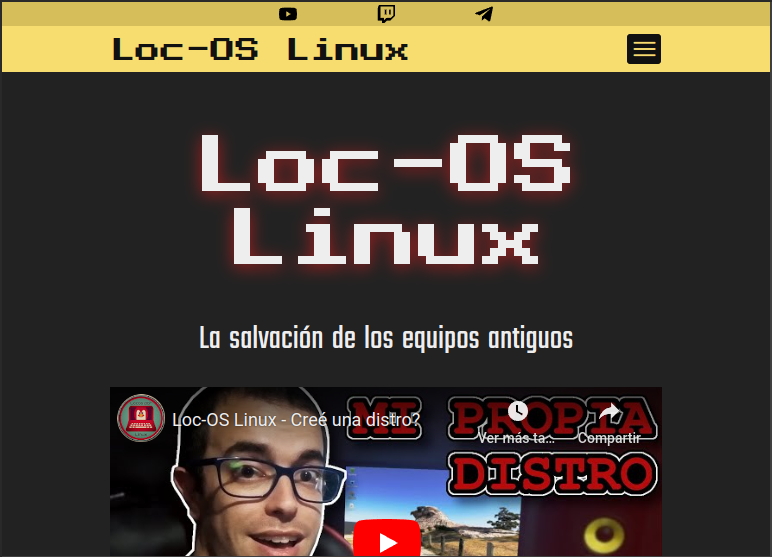 Loc-OS Linux
Loc-OS
Linux
La salvación de los equipos antiguos
Loc-OS Linux - Creé una distro?
MI PROPIA
DISTRO
Ver más ta...
Compartir